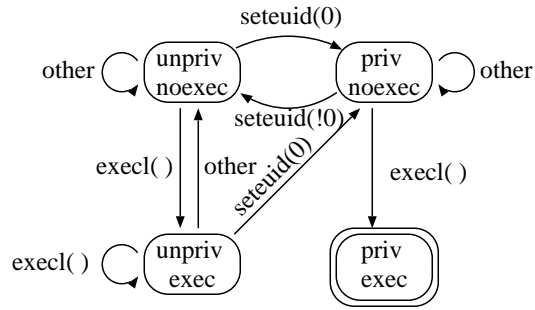 seteuid(0)
unpriv
noexec
priv
noexec
other
other
seteuid(!0)
execl( )
other
seteuid(0)
execl( )
unpriv
exec
priv
exec
execl( )